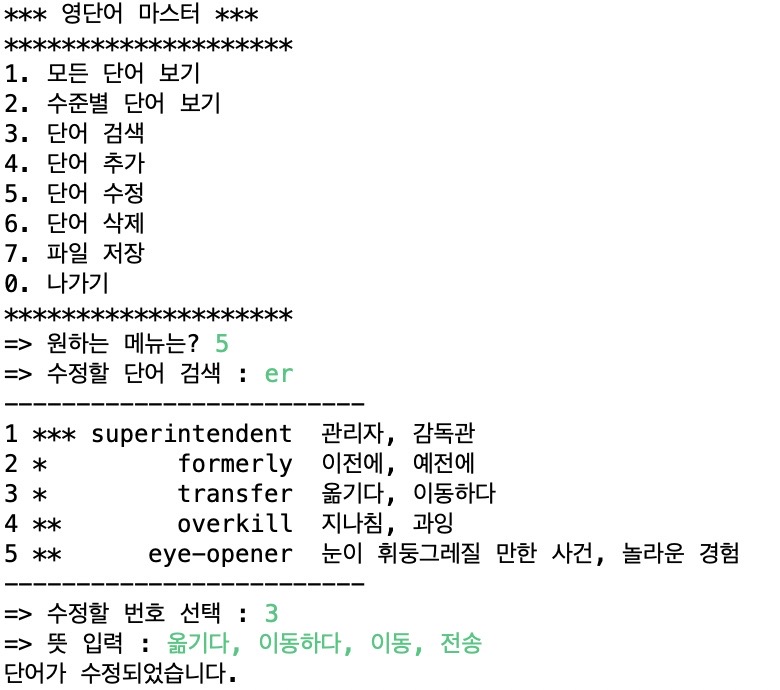 *** 영단어 마스터 ***
********************
1. 모든 단어 보기
2. 수준별 단어 보기
3. 단어 검색
4. 단어 추가
5. 단어 수정
6. 단어 삭제
7. 파일 저장
0. 나가기
********************
=> 원하는 메뉴는? 5
=> 수정할 단어 검색 : er
-------------------------
1 *** superintendent  관리자, 감독관
2 *         formerly  이전에, 예전에
3 *         transfer  옮기다, 이동하다
4 **        overkill  지나침, 과잉
5 **      eye-opener  눈이 휘둥그레질 만한 사건, 놀라운 경험
-------------------------
=> 수정할 번호 선택 : 3
=> 뜻 입력 : 옮기다, 이동하다, 이동, 전송
단어가 수정되었습니다.